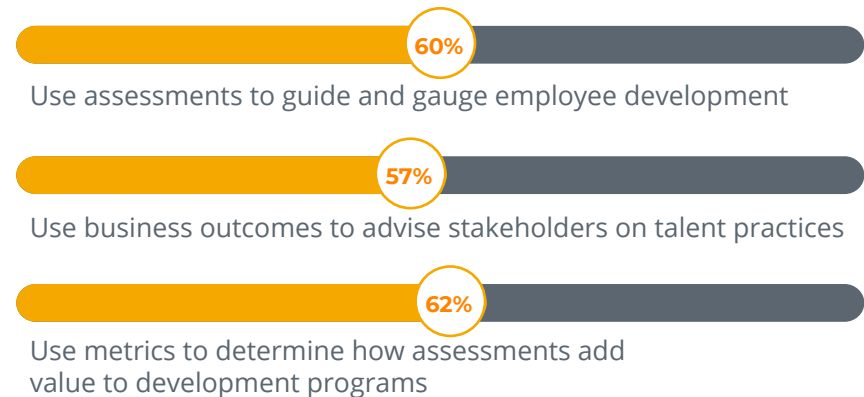 60%
Use assessments to guide and gauge employee development
57%
Use business outcomes to advise stakeholders on talent practices
62%
Use metrics to determine how assessments add
value to development programs